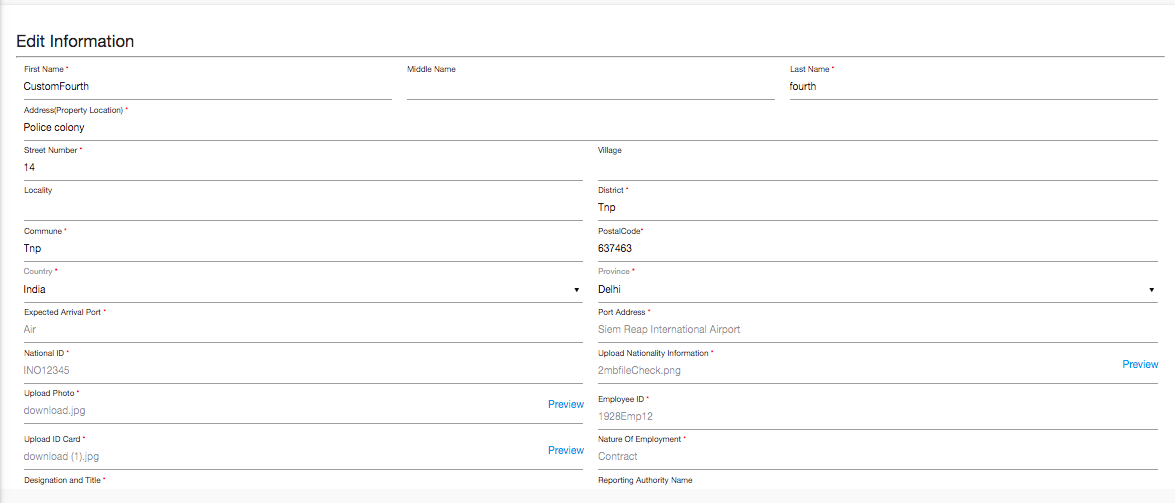 Edit Information
First Name * Middle Name Last Name *
CustomFourth fourth
Address(Property Location) *
Police colony
Street Number * Village
14
Locality District *
Tnp
Commune * PostalCode*
Tnp 637463
Country * Province *
India Delhi
Expected Arrival Port * Port Address *
Air Siem Reap International Airport
National ID * Upload Nationality Information *
INO12345 2mbfileCheck.png Preview
Upload Photo * Employee ID *
download.jpg Preview 1928Emp12
Upload ID Card * Nature Of Employment *
download (1).jpg Preview Contract
Designation and Title * Reporting Authority Name